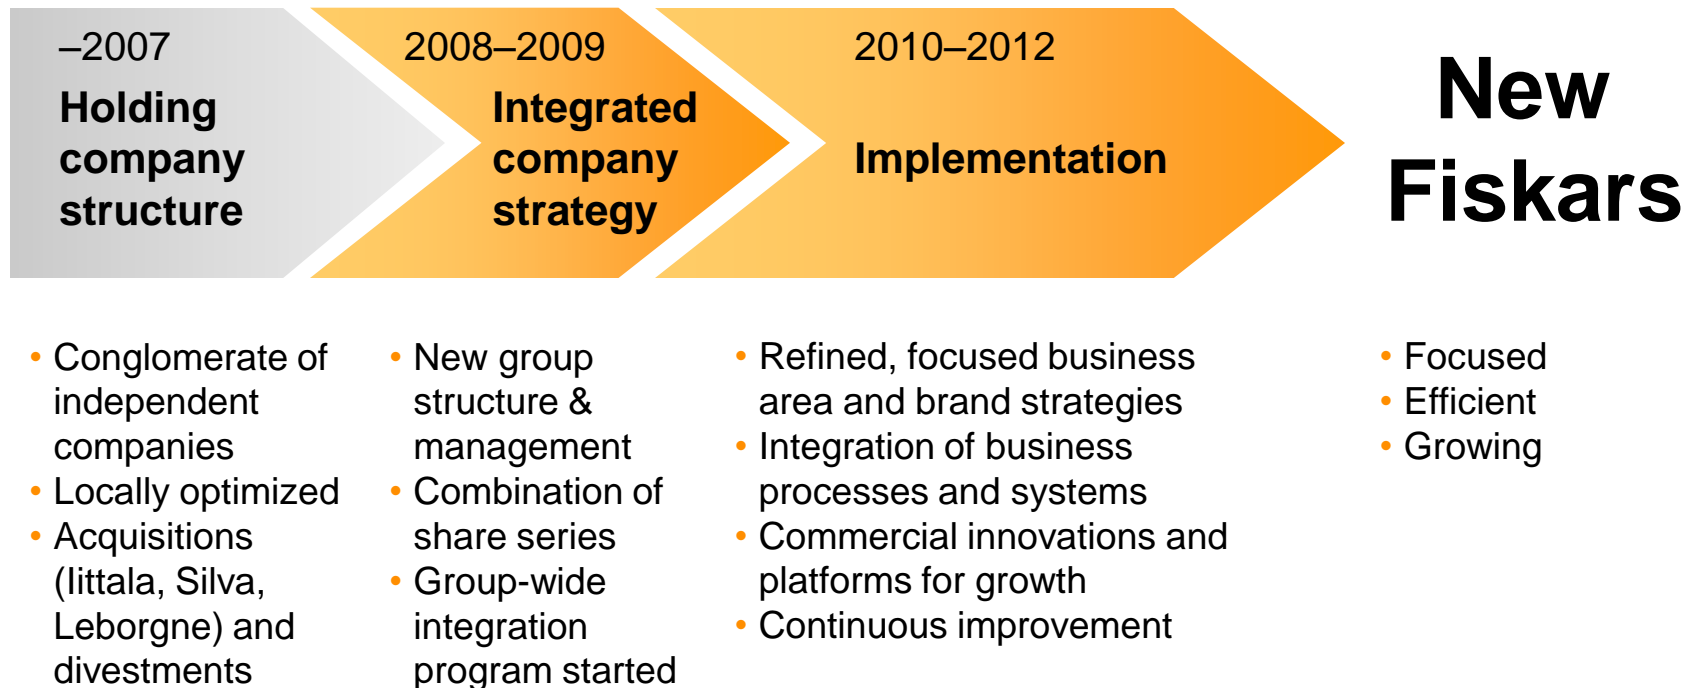 –2007
Holding
company
structure
2008–2009
Integrated
company
strategy
2010–2012
Implementation
New
Fiskars
• Conglomerate of
independent
companies
• Locally optimized
• Acquisitions
(Iittala, Silva,
Leborgne) and
divestments
• New group
structure &
management
• Combination of
share series
• Group-wide
integration
program started
• Refined, focused business
area and brand strategies
• Integration of business
processes and systems
• Commercial innovations and
platforms for growth
• Continuous improvement
• Focused
• Efficient
• Growing